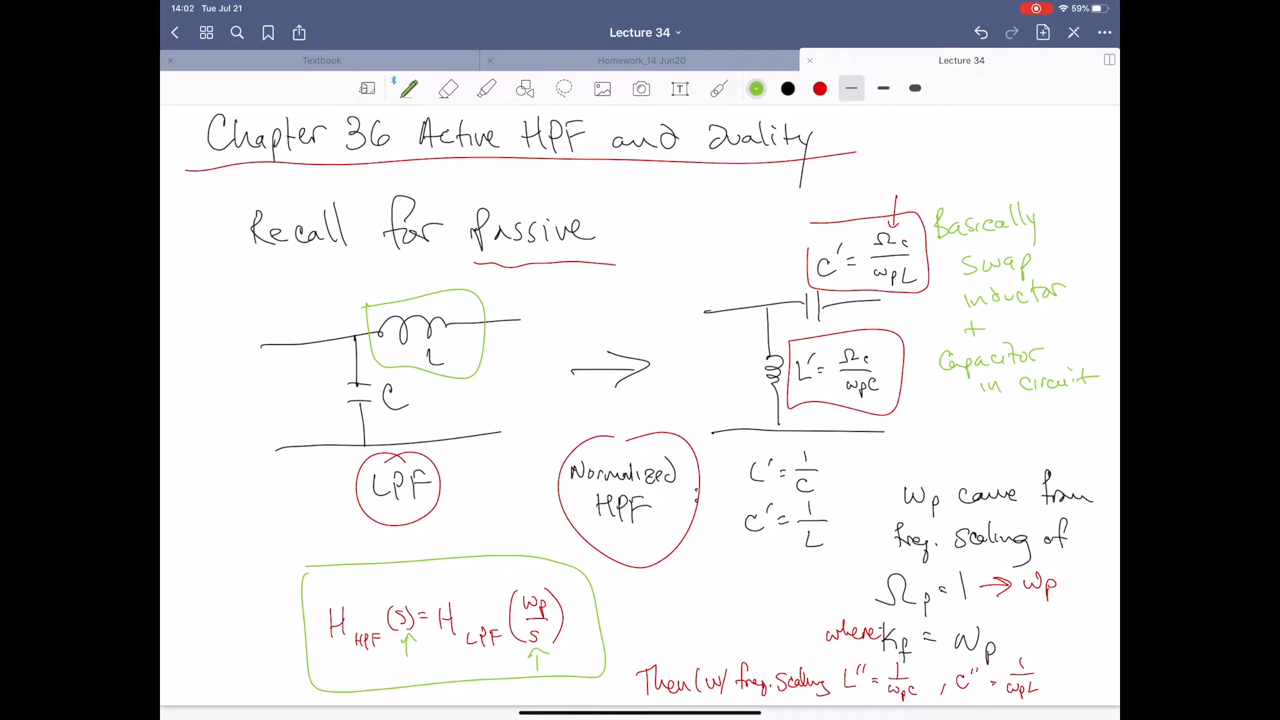 14:02 Tue Jul 21
59%
Lecture 34
Textbook
Homework_14 Jun20
Lecture 34
Chapter 36 Active HPF and Duality
Recall for Passive
C' = Ωc / ωpL
Basically
swap
inductor
+
Capacitor
in circuit
L
C
L' = Ωc / ωpC
LPF
Normalized
HPF
:
L' = 1/C
C' = 1/L
ωp came from
freq. scaling of
Ωp = 1 → ωp
where: Kf = ωp
H HPF (s) = H LPF (ωp/s)
Then (w/ freq. scaling L'' = 1/ωpC , C'' = 1/ωpL